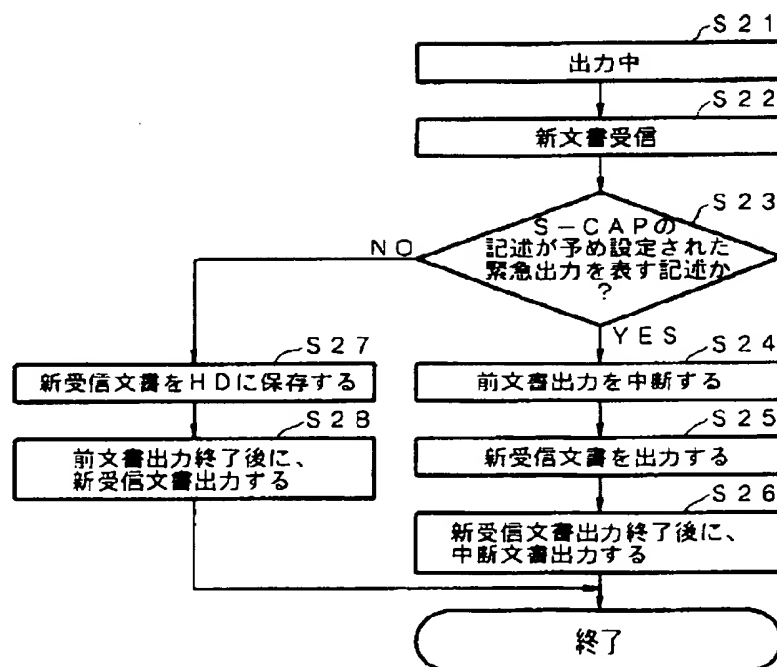 S21
出力中
S22
新文書受信
S23
S-CAPの
記述が予め設定された
緊急出力を表す記述か
?
NO
YES
S24
前文書出力を中断する
S25
新受信文書を出力する
S26
新受信文書出力終了後に、
中断文書出力する
S27
新受信文書をHDに保存する
S28
前文書出力終了後に、
新受信文書出力する
終了